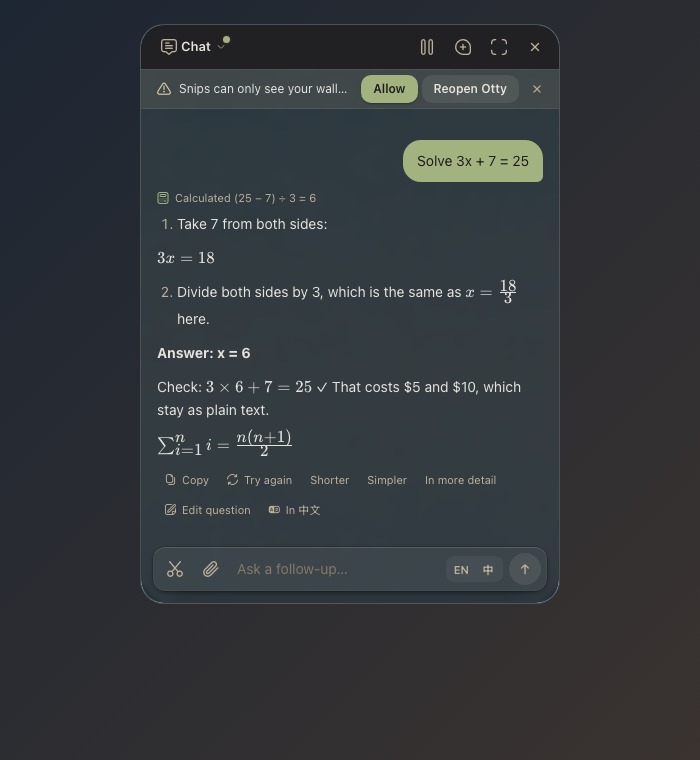 Chat
Snips can only see your wall...
Allow
Reopen Otty
Solve 3x + 7 = 25
Calculated (25 − 7) ÷ 3 = 6
1. Take 7 from both sides:
3x = 18
2. Divide both sides by 3, which is the same as x = 18/3
here.
Answer: x = 6
Check: 3 × 6 + 7 = 25 ✓ That costs $5 and $10, which
stay as plain text.
∑ⁿᵢ₌₁ i = n(n+1)/2
Copy
Try again
Shorter
Simpler
In more detail
Edit question
In 中文
Ask a follow-up...
EN 中